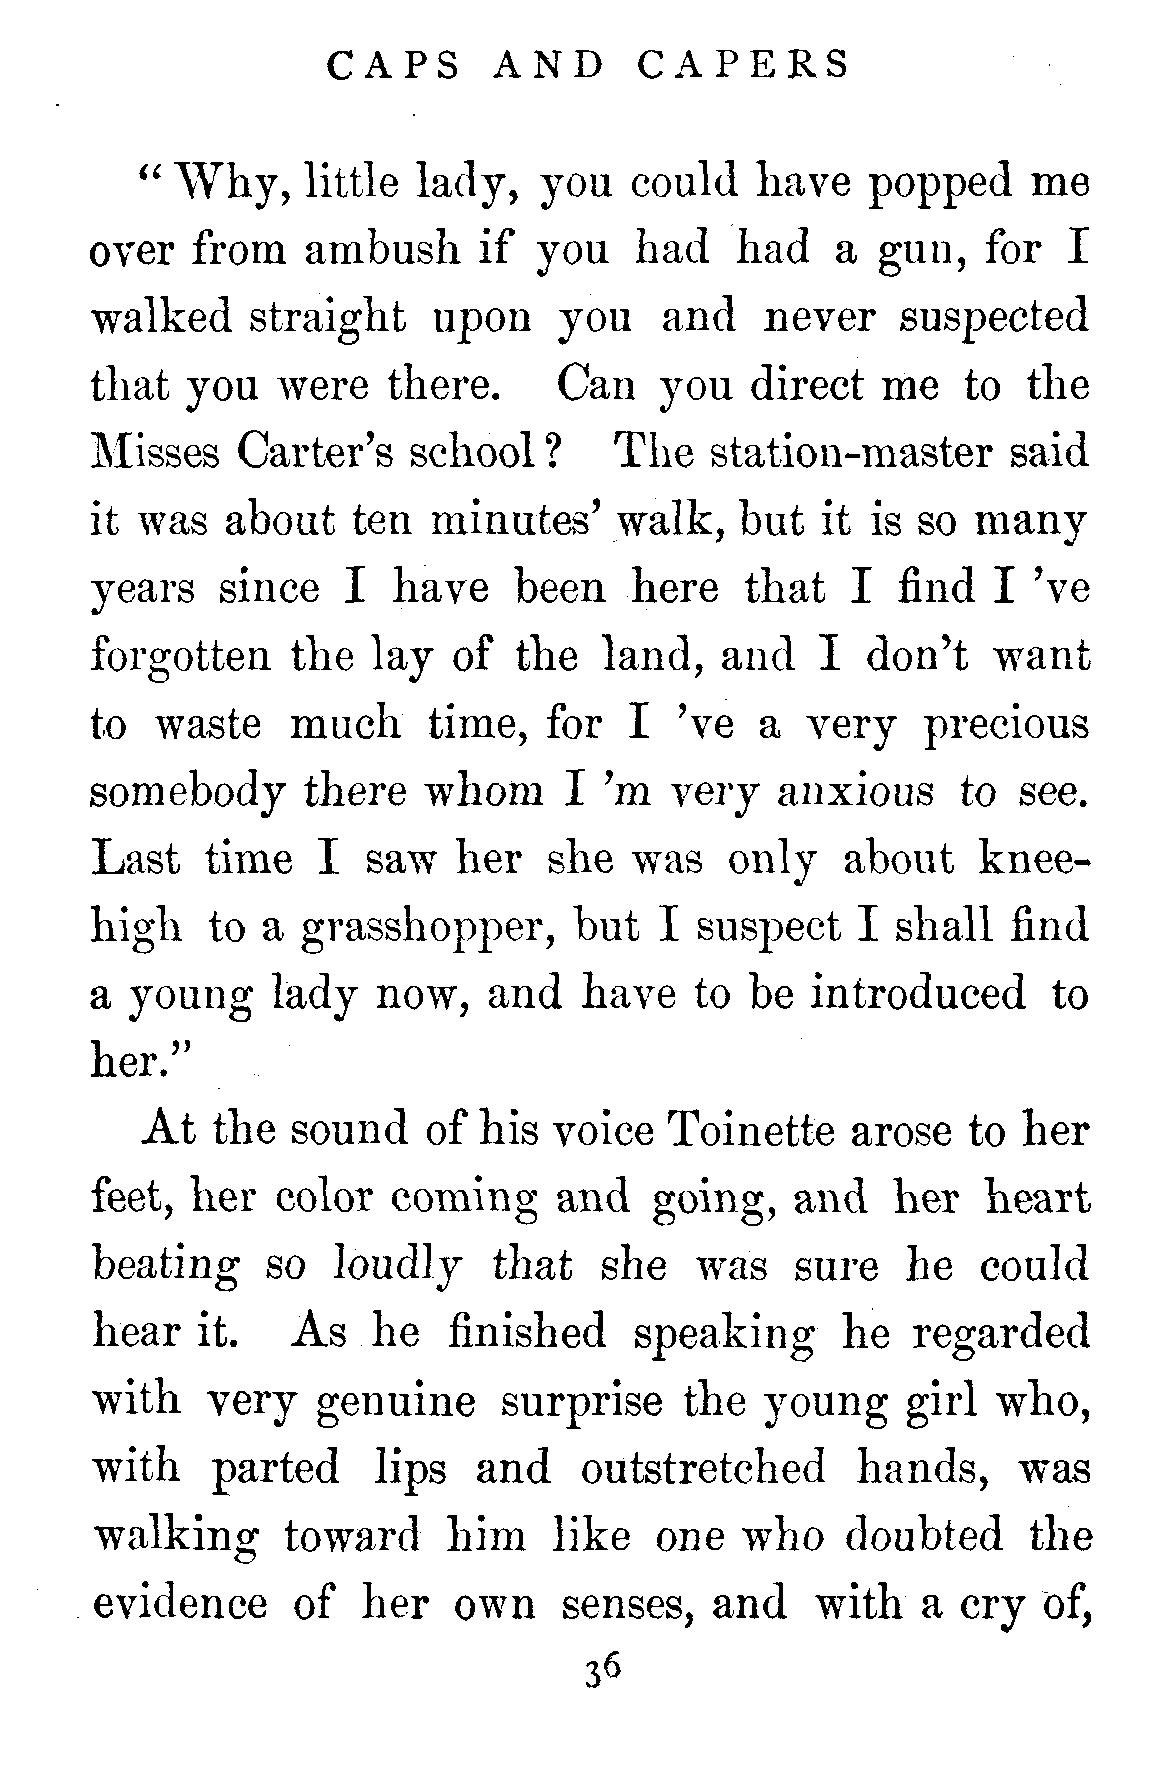 CAPS AND CAPERS
“ Why, little lady, you could have popped me
over from ambush if you had had a gun, for I
walked straight upon you and never suspected
that you were there. Can you direct me to the
Misses Carter’s school ? The station-master said
it was about ten minutes’ walk, but it is so many
years since I have been here that I find I ’ve
forgotten the lay of the land, and I don’t want
to waste much time, for I ’ve a very precious
somebody there whom I ’m very anxious to see.
Last time I saw her she was only about knee-
high to a grasshopper, but I suspect I shall find
a young lady now, and have to be introduced to
her.”
At the sound of his voice Toinette arose to her
feet, her color coming and going, and her heart
beating so loudly that she was sure he could
hear it. As he finished speaking he regarded
with very genuine surprise the young girl who,
with parted lips and outstretched hands, was
walking toward him like one who doubted the
evidence of her own senses, and with a cry of,
36